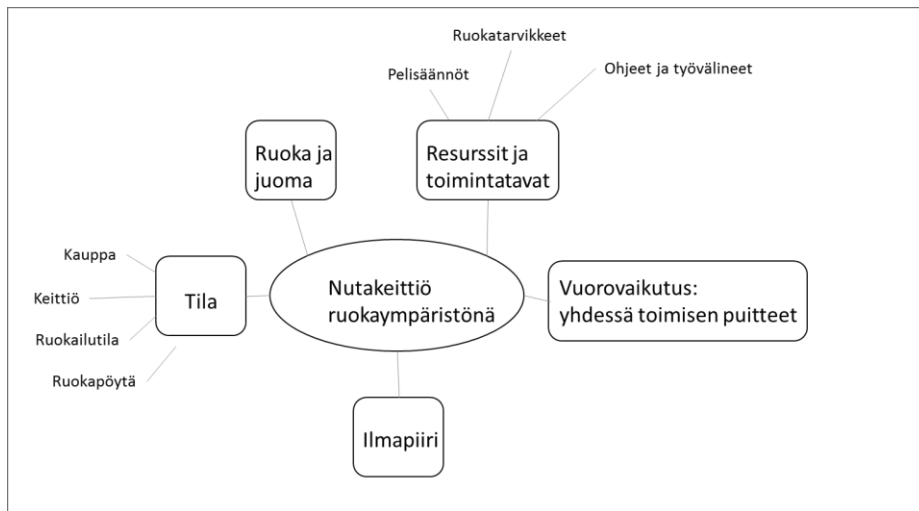 Ruokatarvikkeet
Pelisäännöt
Ohjeet ja työvälineet
Ruoka ja
juoma
Resurssit ja
toimintatavat
Kauppa
Keittiö
Ruokailutila
Ruokapöytä
Tila
Nutakeittiö
ruokaympäristönä
Vuorovaikutus:
yhdessä toimisen puitteet
Ilmapiiri